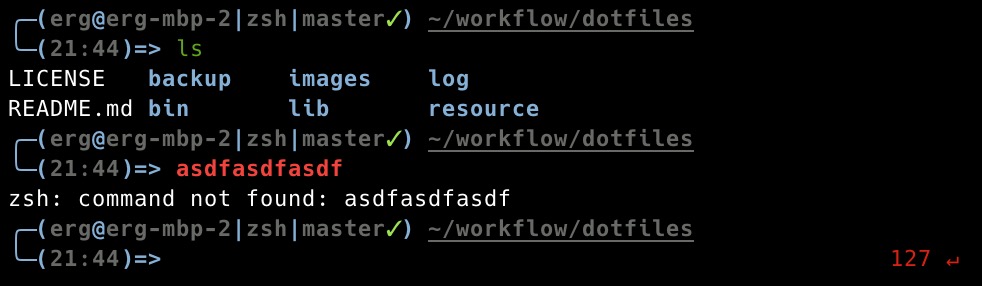 ╭─(erg@erg-mbp-2|zsh|master✓) ~/workflow/dotfiles
╰─(21:44)=> ls
LICENSE   backup    images    log
README.md bin       lib       resource
╭─(erg@erg-mbp-2|zsh|master✓) ~/workflow/dotfiles
╰─(21:44)=> asdfasdfasdf
zsh: command not found: asdfasdfasdf
╭─(erg@erg-mbp-2|zsh|master✓) ~/workflow/dotfiles
╰─(21:44)=> 127 ↵